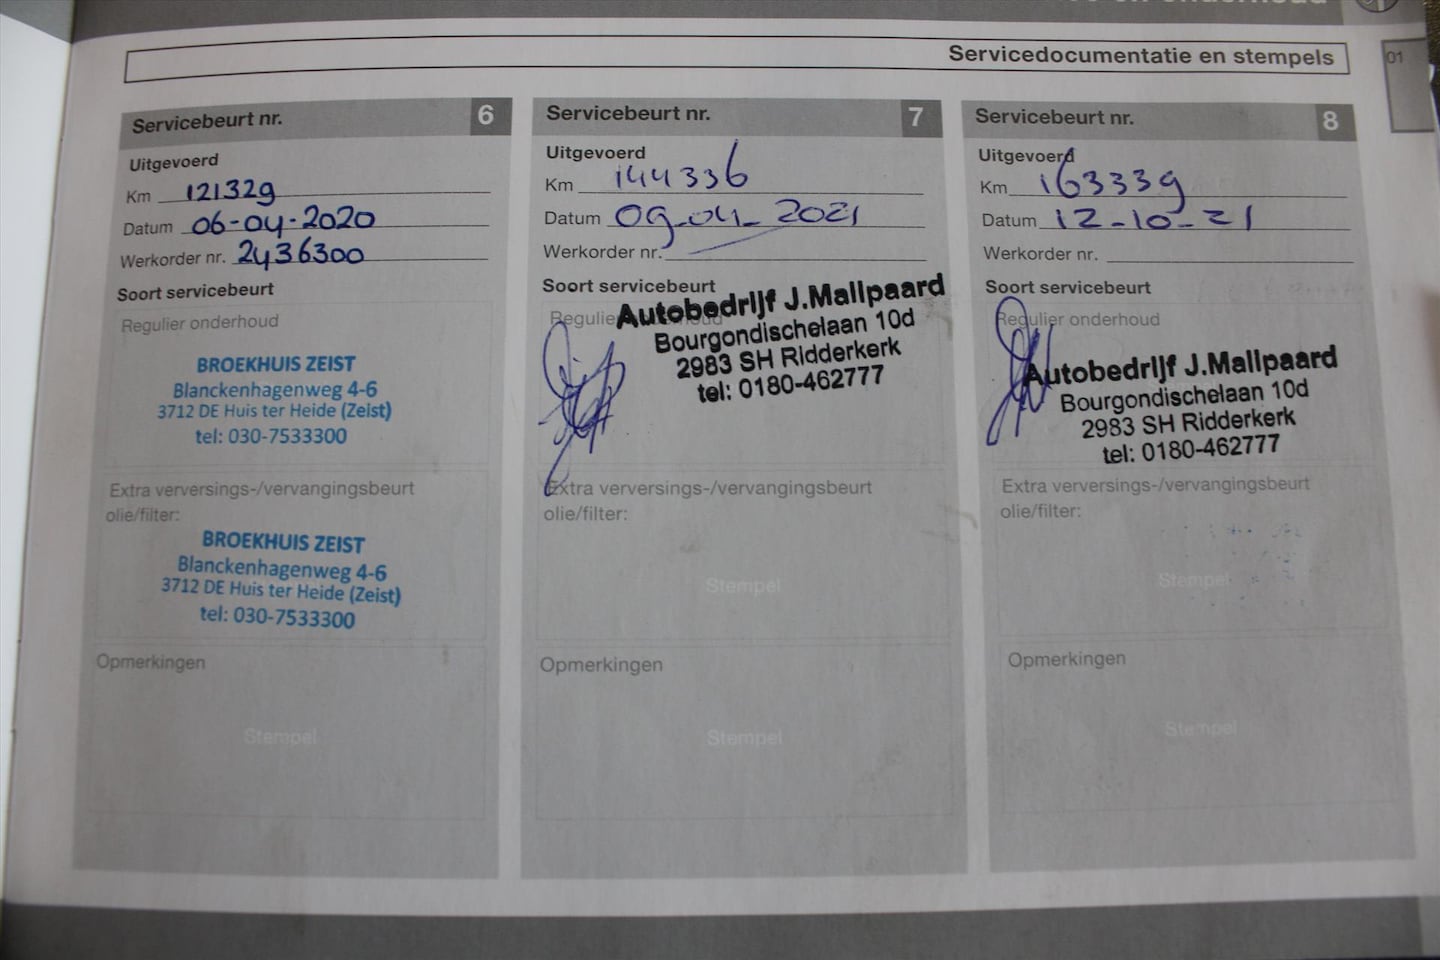 Servicedocumentatie en stempels
01
Servicebeurt nr. 6
Uitgevoerd
Km 121329
Datum 06-04-2020
Werkorder nr. 2436300
Soort servicebeurt
Regulier onderhoud
BROEKHUIS ZEIST
Blanckenhagenweg 4-6
3712 DE Huis ter Heide (Zeist)
tel: 030-7533300
Extra verversings-/vervangingsbeurt
olie/filter:
BROEKHUIS ZEIST
Blanckenhagenweg 4-6
3712 DE Huis ter Heide (Zeist)
tel: 030-7533300
Opmerkingen
Stempel
Servicebeurt nr. 7
Uitgevoerd
Km 144336
Datum 09-04-2021
Werkorder nr.
Soort servicebeurt
Regulier onderhoud
Autobedrijf J.Mallpaard
Bourgondischelaan 10d
2983 SH Ridderkerk
tel: 0180-462777
Extra verversings-/vervangingsbeurt
olie/filter:
Stempel
Opmerkingen
Stempel
Servicebeurt nr. 8
Uitgevoerd
Km 163339
Datum 12-10-21
Werkorder nr.
Soort servicebeurt
Regulier onderhoud
Autobedrijf J.Mallpaard
Bourgondischelaan 10d
2983 SH Ridderkerk
tel: 0180-462777
Extra verversings-/vervangingsbeurt
olie/filter:
Stempel
Opmerkingen
Stempel